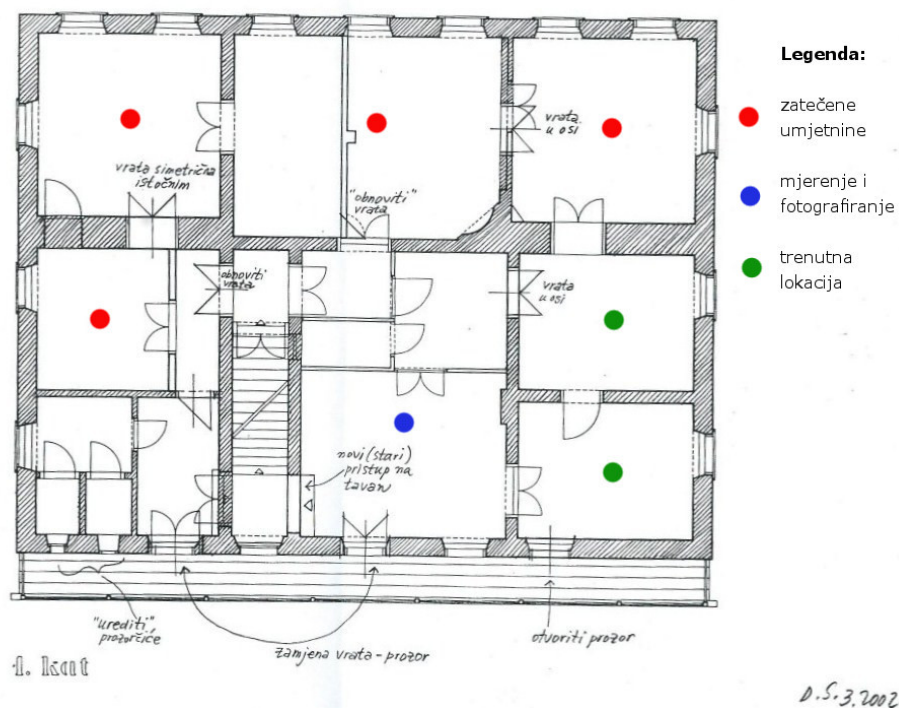 Legenda:
zatečene
umjetnine
mjerenje i
fotografiranje
trenutna
lokacija
vrata simetrična
istočnim
"obnoviti"
vrata
vrata
u osi
obnoviti
vrata
vrata
u osi
novi (stari)
pristup na
tavan
"urediti"
prozorčiće
zamjena vrata-prozor
otvoriti prozor
1. kat
D.S.3.2002